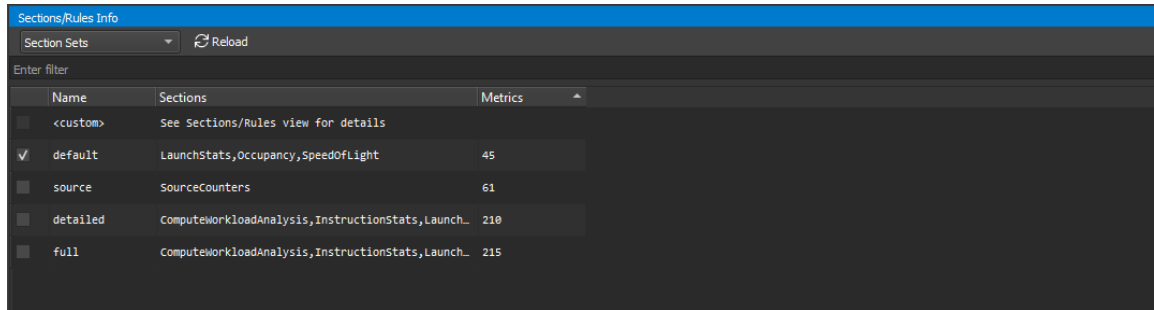 Sections/Rules Info
Section Sets Reload
Enter filter
Name Sections Metrics
<custom> See Sections/Rules view for details
default LaunchStats,Occupancy,SpeedOfLight 45
source SourceCounters 61
detailed ComputeWorkloadAnalysis,InstructionStats,Launch… 210
full ComputeWorkloadAnalysis,InstructionStats,Launch… 215